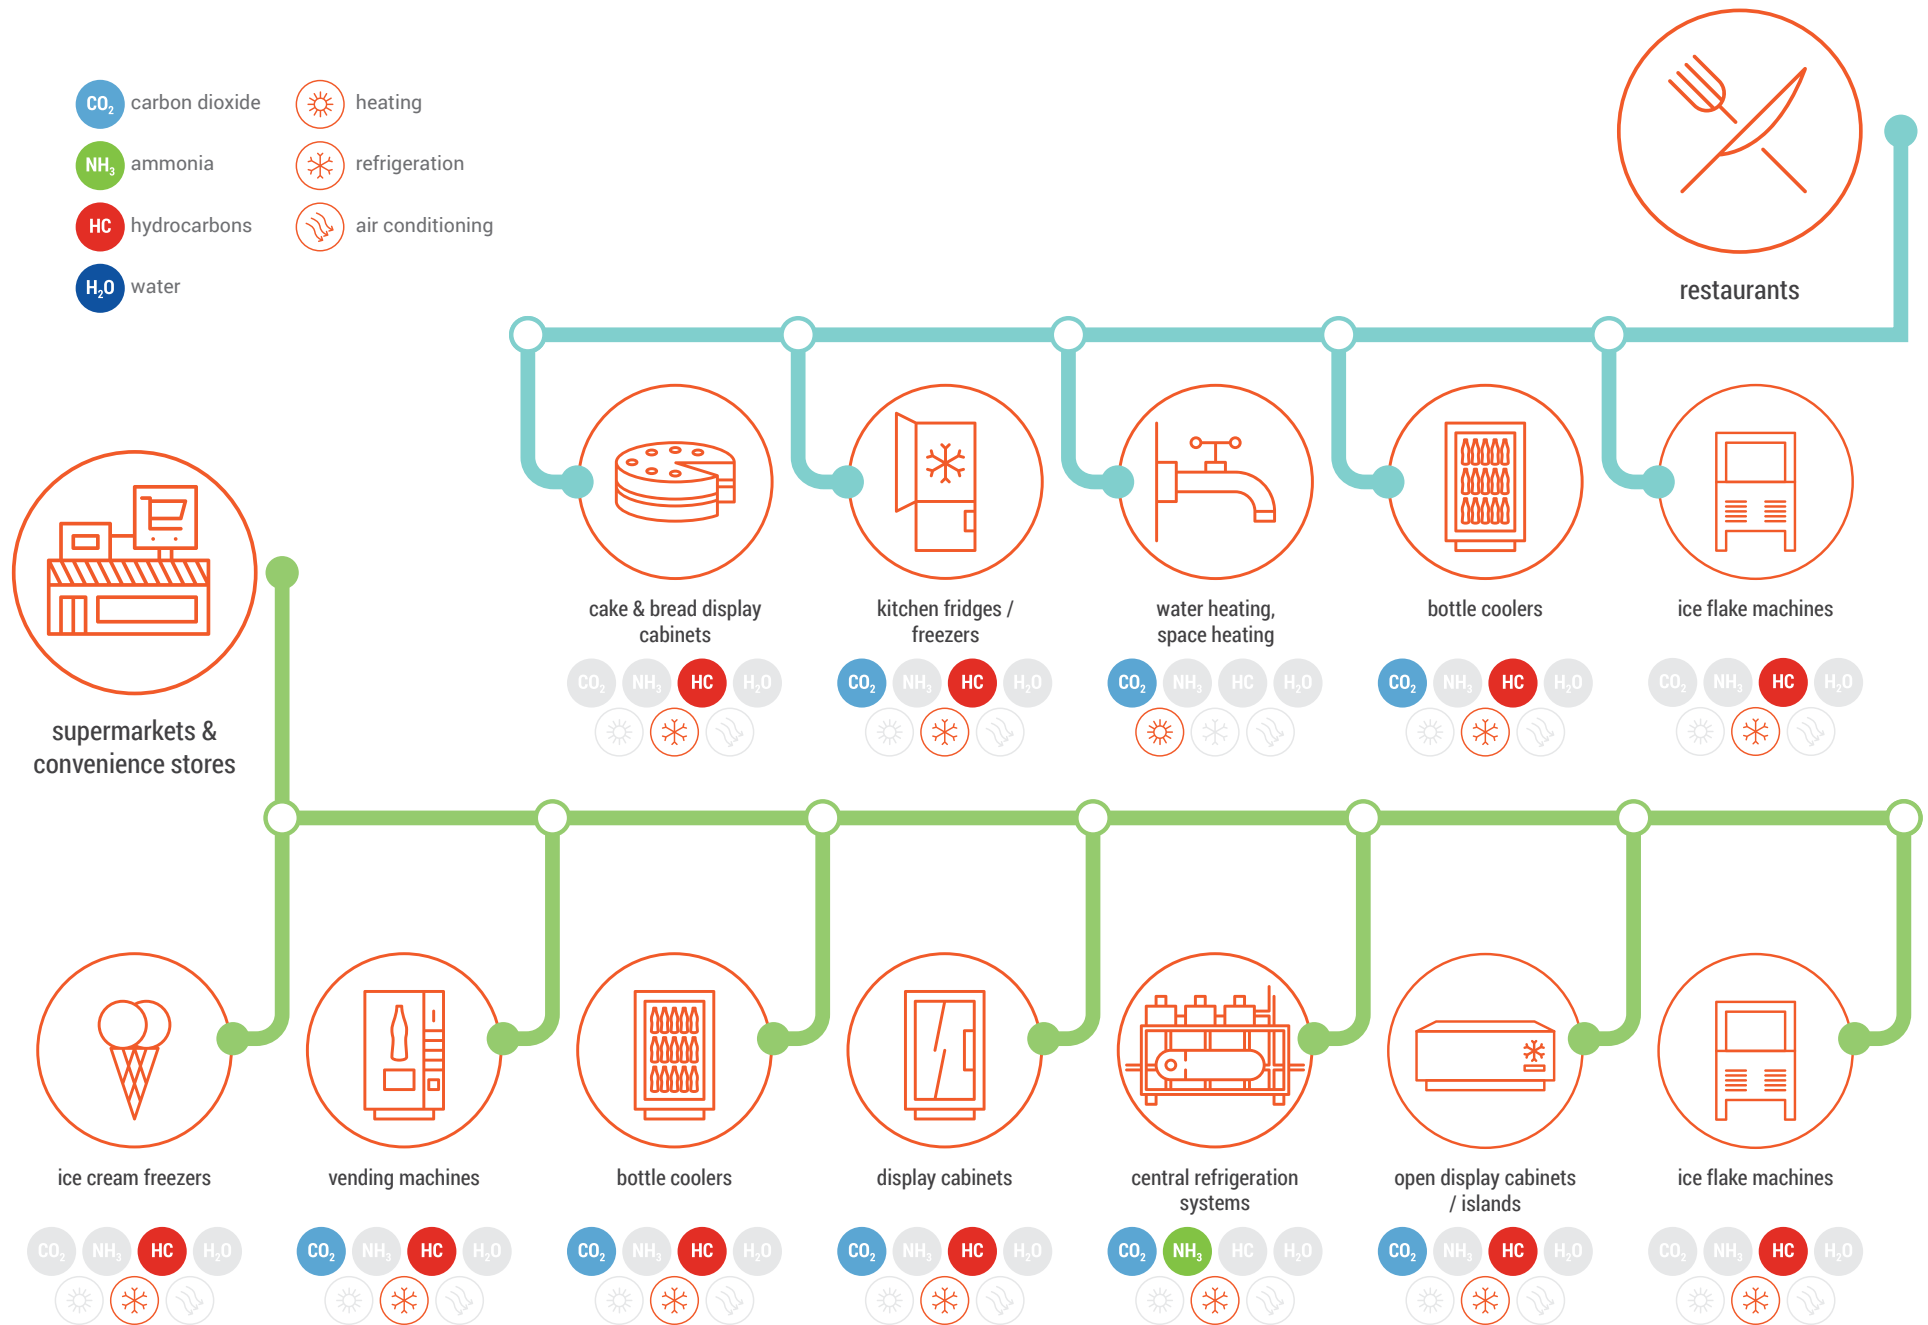 CO₂ carbon dioxide
heating
NH₃ ammonia
refrigeration
HC hydrocarbons
air conditioning
H₂O water
restaurants
cake & bread display
cabinets
kitchen fridges /
freezers
water heating,
space heating
bottle coolers
ice flake machines
CO₂ NH₃ HC H₂O
CO₂ NH₃ HC H₂O
CO₂ NH₃ HC H₂O
CO₂ NH₃ HC H₂O
CO₂ NH₃ HC H₂O
supermarkets &
convenience stores
ice cream freezers
vending machines
bottle coolers
display cabinets
central refrigeration
systems
open display cabinets
/ islands
ice flake machines
CO₂ NH₃ HC H₂O
CO₂ NH₃ HC H₂O
CO₂ NH₃ HC H₂O
CO₂ NH₃ HC H₂O
CO₂ NH₃ HC H₂O
CO₂ NH₃ HC H₂O
CO₂ NH₃ HC H₂O